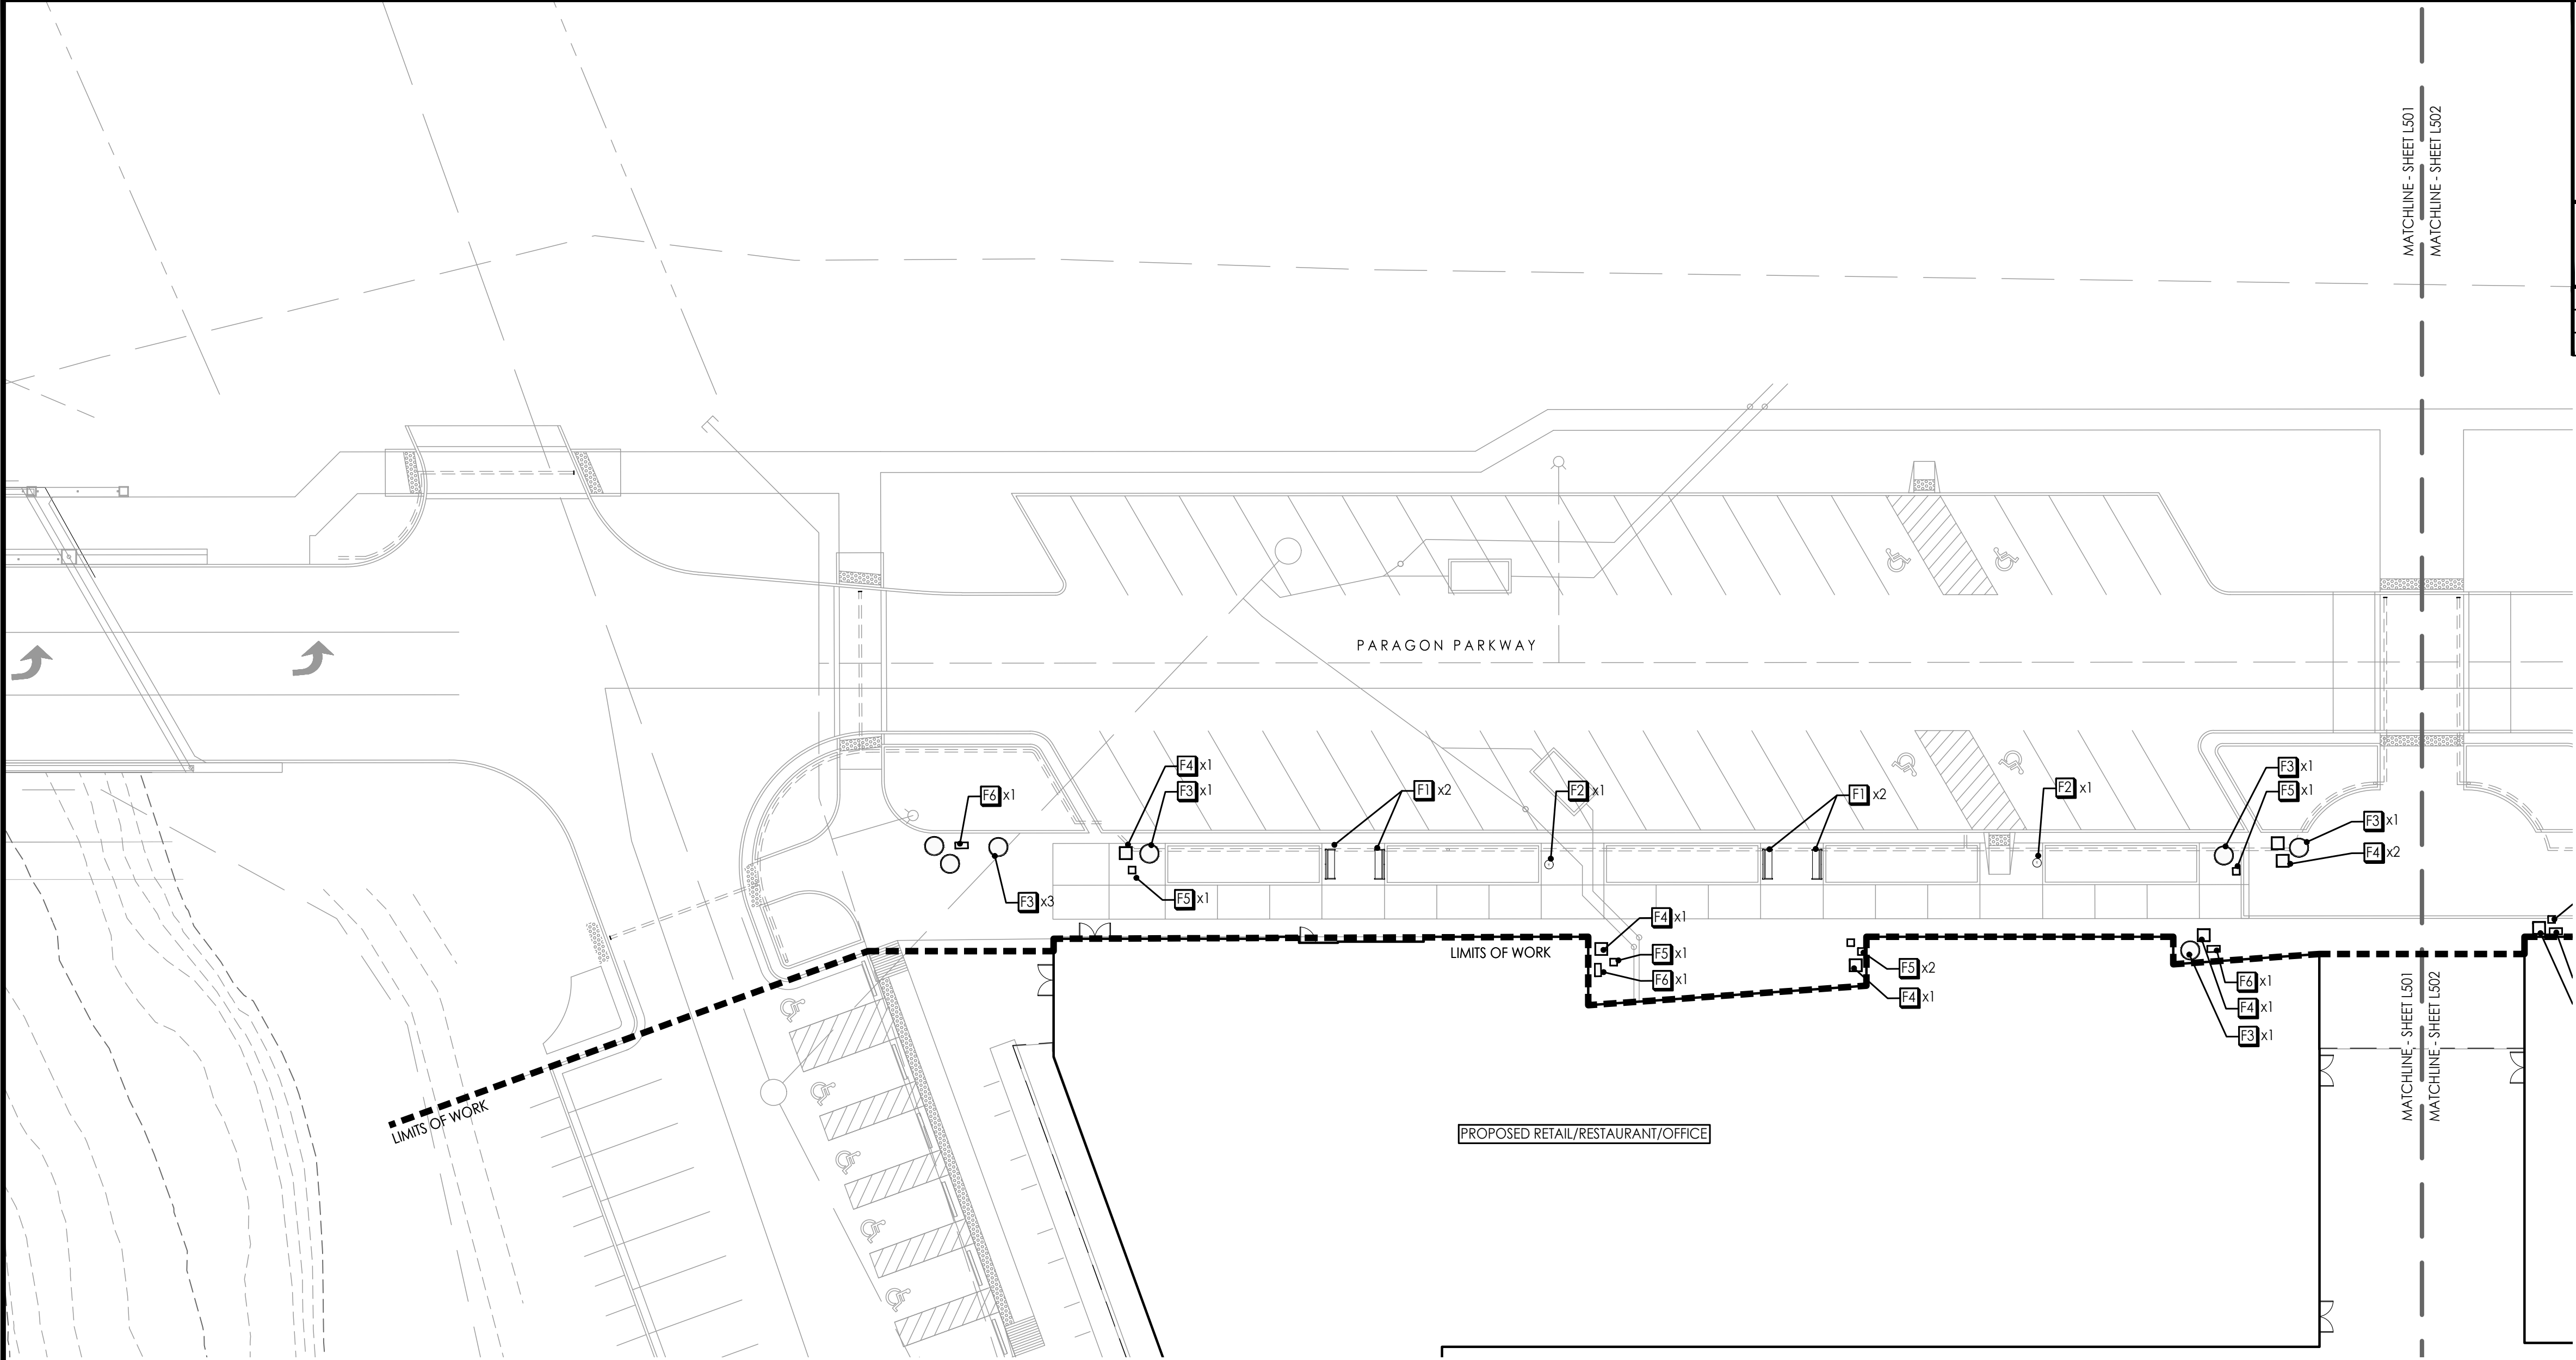 MATCHLINE - SHEET L501
MATCHLINE - SHEET L502
PARAGON PARKWAY
F6 x1
F3 x3
F4 x1
F3 x1
F5 x1
F1 x2
F2 x1
F1 x2
F2 x1
F3 x1
F5 x1
F3 x1
F4 x2
F4 x1
F5 x1
F6 x1
F5 x2
F4 x1
F6 x1
F4 x1
F3 x1
LIMITS OF WORK
LIMITS OF WORK
MATCHLINE - SHEET L501
MATCHLINE - SHEET L502
PROPOSED RETAIL/RESTAURANT/OFFICE